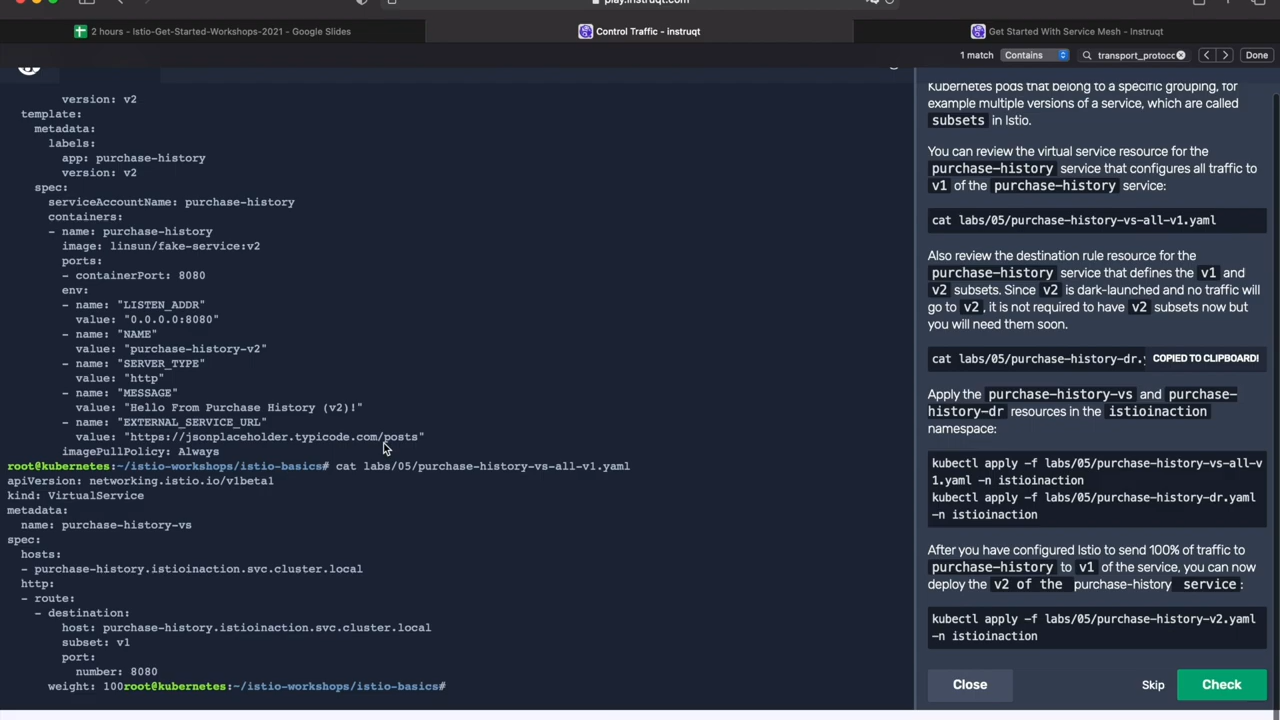 play.instruqt.com
2 hours - Istio-Get-Started-Workshops-2021 - Google Slides
Control Traffic - instruqt
Get Started With Service Mesh - Instruqt
1 match
Contains
transport_protocc
Done
version: v2
template:
metadata:
labels:
app: purchase-history
version: v2
spec:
serviceAccountName: purchase-history
containers:
- name: purchase-history
image: linsun/fake-service:v2
ports:
- containerPort: 8080
env:
- name: "LISTEN_ADDR"
value: "0.0.0.0:8080"
- name: "NAME"
value: "purchase-history-v2"
- name: "SERVER_TYPE"
value: "http"
- name: "MESSAGE"
value: "Hello From Purchase History (v2)!"
- name: "EXTERNAL_SERVICE_URL"
value: "https://jsonplaceholder.typicode.com/posts"
imagePullPolicy: Always
root@kubernetes:~/istio-workshops/istio-basics# cat labs/05/purchase-history-vs-all-v1.yaml
apiVersion: networking.istio.io/v1beta1
kind: VirtualService
metadata:
name: purchase-history-vs
spec:
hosts:
- purchase-history.istioinaction.svc.cluster.local
http:
- route:
- destination:
host: purchase-history.istioinaction.svc.cluster.local
subset: v1
port:
number: 8080
weight: 100root@kubernetes:~/istio-workshops/istio-basics#
Kubernetes pods that belong to a specific grouping, for
example multiple versions of a service, which are called
subsets in Istio.
You can review the virtual service resource for the
purchase-history service that configures all traffic to
v1 of the purchase-history service:
cat labs/05/purchase-history-vs-all-v1.yaml
Also review the destination rule resource for the
purchase-history service that defines the v1 and
v2 subsets. Since v2 is dark-launched and no traffic will
go to v2, it is not required to have v2 subsets now but
you will need them soon.
cat labs/05/purchase-history-dr.y COPIED TO CLIPBOARD!
Apply the purchase-history-vs and purchase-
history-dr resources in the istioinaction
namespace:
kubectl apply -f labs/05/purchase-history-vs-all-v
1.yaml -n istioinaction
kubectl apply -f labs/05/purchase-history-dr.yaml
-n istioinaction
After you have configured Istio to send 100% of traffic to
purchase-history to v1 of the service, you can now
deploy the v2 of the purchase-history service:
kubectl apply -f labs/05/purchase-history-v2.yaml
-n istioinaction
Close
Skip
Check